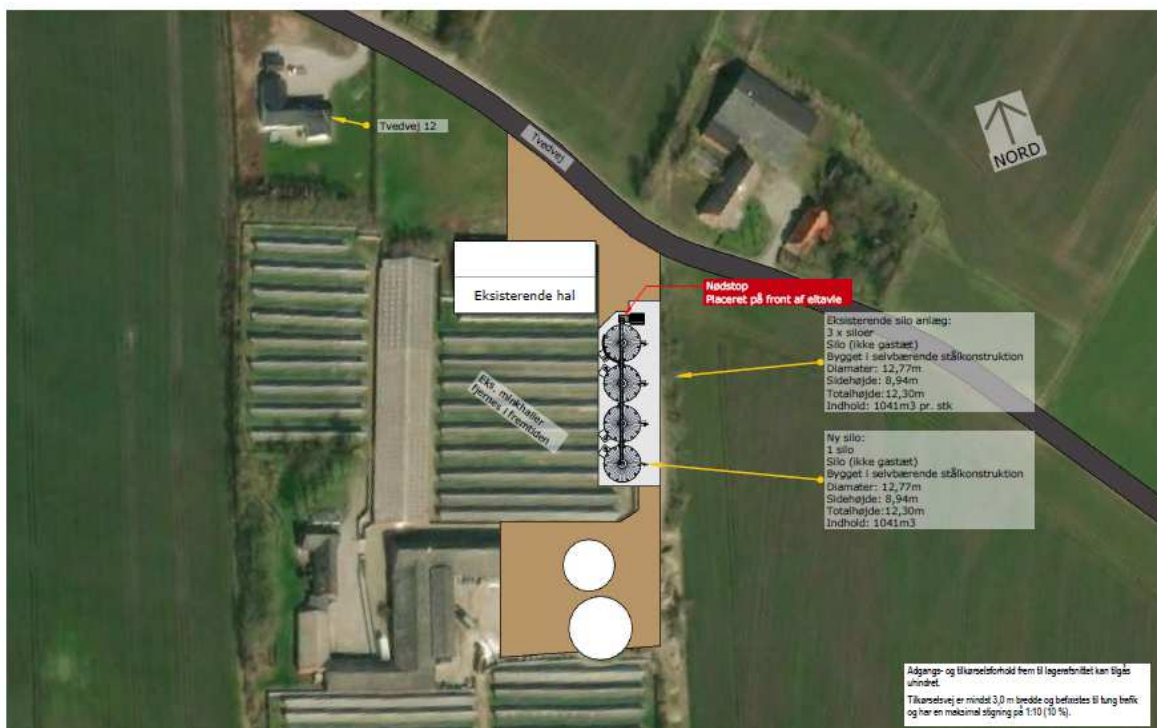 Tvedvej 12
Tvedvej
NORD
Eksisterende hal
Nødstop
Placeret på front af eltavle
Eks. minkhaller
fjernes i fremtiden
Eksisterende silo anlæg:
3 x siloer
Silo (ikke gastæt)
Bygget i selvbærende stålkonstruktion
Diamater: 12,77m
Sidehøjde: 8,94m
Totalhøjde: 12,30m
Indhold: 1041m3 pr. stk
Ny silo:
1 silo
Silo (ikke gastæt)
Bygget i selvbærende stålkonstruktion
Diamater: 12,77m
Sidehøjde: 8,94m
Totalhøjde:12,30m
Indhold: 1041m3
Adgangs- og tilkørselsforhold frem til lagerafsnittet kan tilgås
uhindret.
Tilkørselsvej er mindst 3,0 m bredde og befæstes til tung trafik
og har en maksimal stigning på 1:10 (10 %).